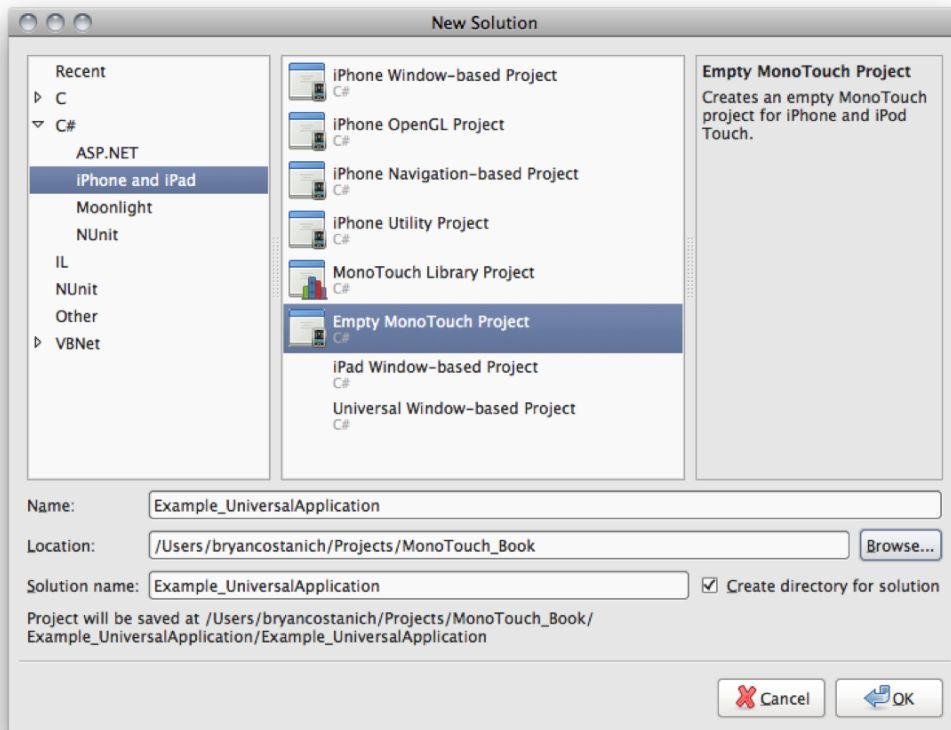 New Solution
Recent
C
C#
ASP.NET
iPhone and iPad
Moonlight
NUnit
IL
NUnit
Other
VBNet
iPhone Window-based Project
C#
iPhone OpenGL Project
C#
iPhone Navigation-based Project
C#
iPhone Utility Project
C#
MonoTouch Library Project
C#
Empty MonoTouch Project
C#
iPad Window-based Project
C#
Universal Window-based Project
C#
Empty MonoTouch Project
Creates an empty MonoTouch
project for iPhone and iPod
Touch.
Name: Example_UniversalApplication
Location: /Users/bryancostanich/Projects/MonoTouch_Book Browse...
Solution name: Example_UniversalApplication Create directory for solution
Project will be saved at /Users/bryancostanich/Projects/MonoTouch_Book/
Example_UniversalApplication/Example_UniversalApplication
Cancel OK